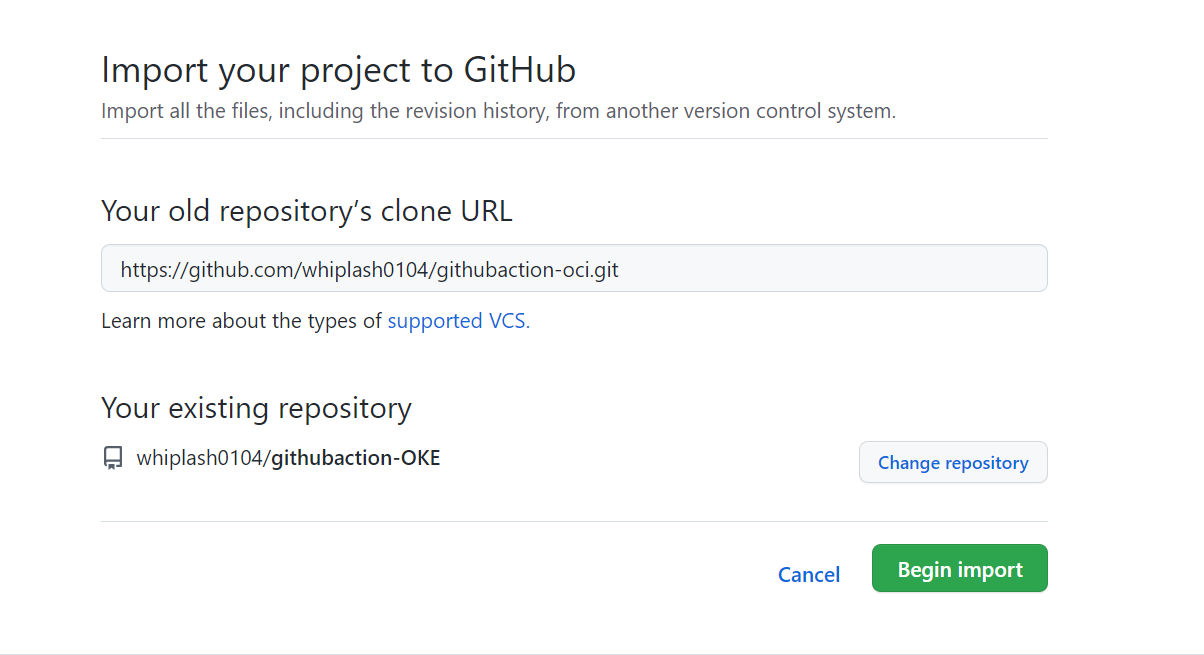 Import your project to GitHub
Import all the files, including the revision history, from another version control system.
Your old repository’s clone URL
https://github.com/whiplash0104/githubaction-oci.git
Learn more about the types of supported VCS.
Your existing repository
whiplash0104/githubaction-OKE
Change repository
Cancel
Begin import